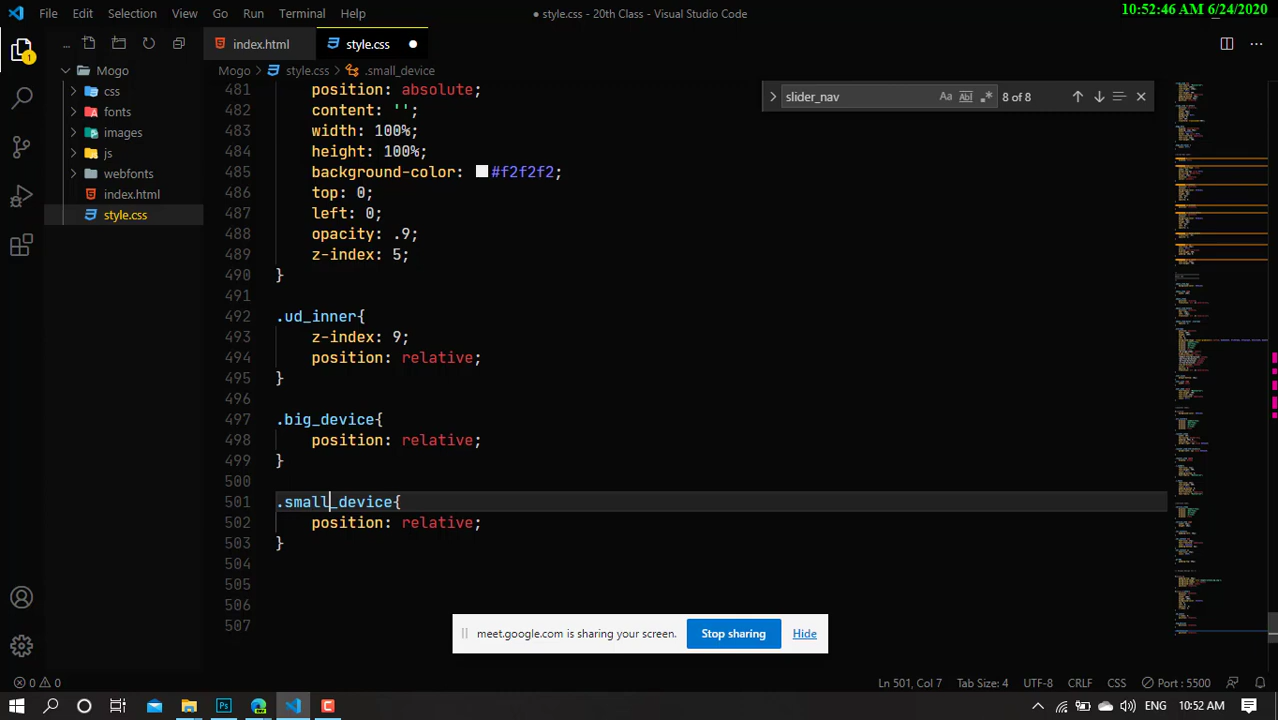 File Edit Selection View Go Run Terminal Help
● style.css - 20th Class - Visual Studio Code
10:52:46 AM 6/24/2020
1
...
index.html
style.css
Mogo
css
fonts
images
js
webfonts
index.html
style.css
Mogo > style.css > .small_device
slider_nav
Aa Ab| .*
8 of 8
481 position: absolute;
482 content: '';
483 width: 100%;
484 height: 100%;
485 background-color: #f2f2f2;
486 top: 0;
487 left: 0;
488 opacity: .9;
489 z-index: 5;
490 }
491
492 .ud_inner{
493 z-index: 9;
494 position: relative;
495 }
496
497 .big_device{
498 position: relative;
499 }
500
501 .small_device{
502 position: relative;
503 }
504
505
506
507
meet.google.com is sharing your screen. Stop sharing Hide
0 0
Ln 501, Col 7 Tab Size: 4 UTF-8 CRLF CSS Port : 5500
Ps
C
ENG 10:52 AM